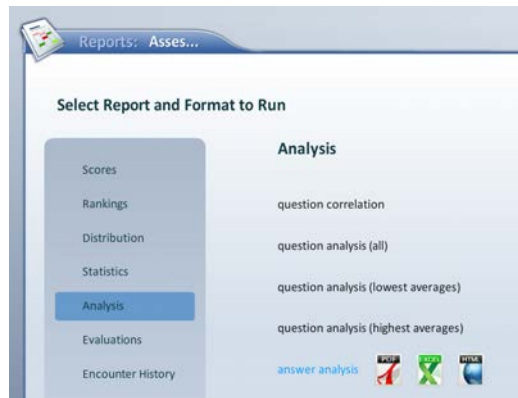 Reports: Asses...
Select Report and Format to Run
Scores
Rankings
Distribution
Statistics
Analysis
Evaluations
Encounter History
Analysis
question correlation
question analysis (all)
question analysis (lowest averages)
question analysis (highest averages)
answer analysis
PDF
EXCEL
HTML